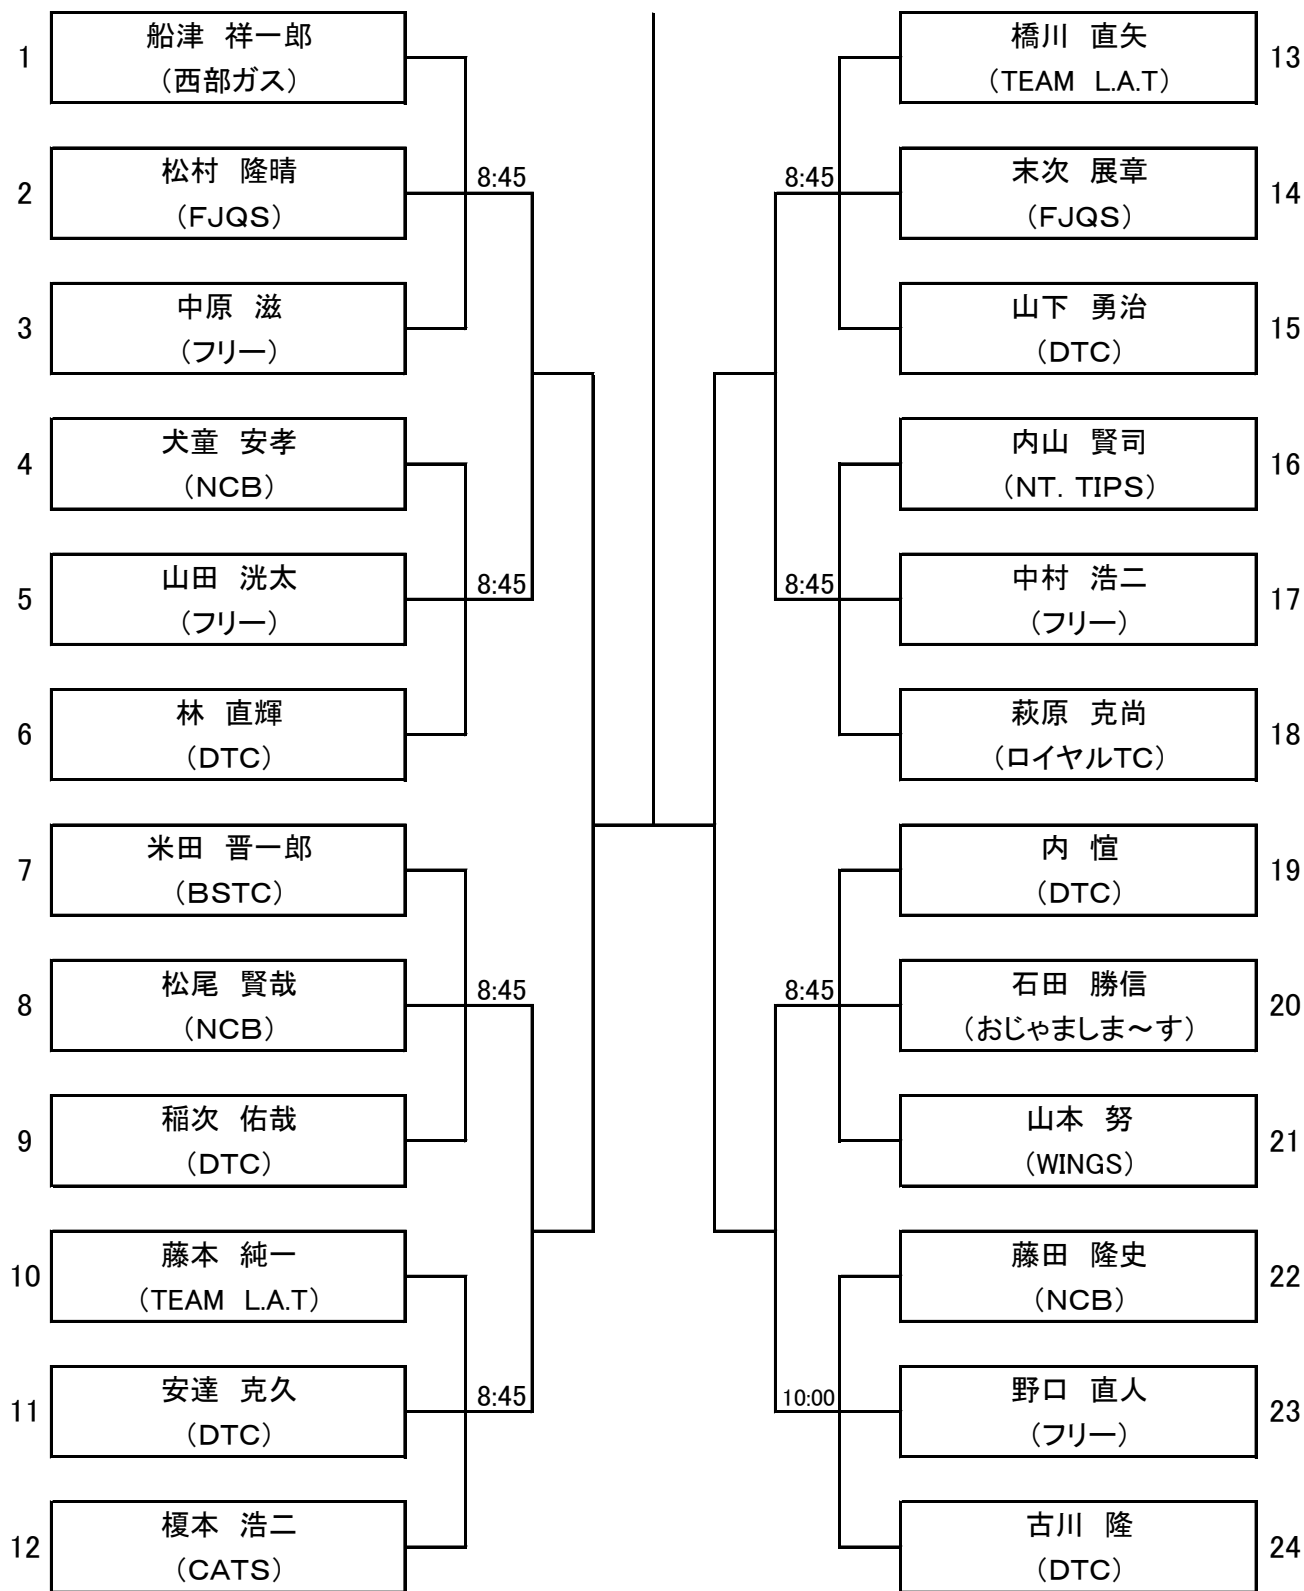 1
船津　祥一郎
（西部ガス）
2
松村　隆晴
（FJQS）
8:45
3
中原　滋
（フリー）
4
犬童　安孝
（NCB）
5
山田　洸太
（フリー）
8:45
6
林　直輝
（DTC）
7
米田　晋一郎
（BSTC）
8
松尾　賢哉
（NCB）
8:45
9
稲次　佑哉
（DTC）
10
藤本　純一
（TEAM　L.A.T）
11
安達　克久
（DTC）
8:45
12
榎本　浩二
（CATS）
橋川　直矢
（TEAM　L.A.T）
13
8:45
末次　展章
（FJQS）
14
山下　勇治
（DTC）
15
内山　賢司
（NT．TIPS）
16
8:45
中村　浩二
（フリー）
17
萩原　克尚
（ロイヤルTC）
18
内　愃
（DTC）
19
8:45
石田　勝信
（おじゃましま～す）
20
山本　努
（WINGS）
21
藤田　隆史
（NCB）
22
10:00
野口　直人
（フリー）
23
古川　隆
（DTC）
24